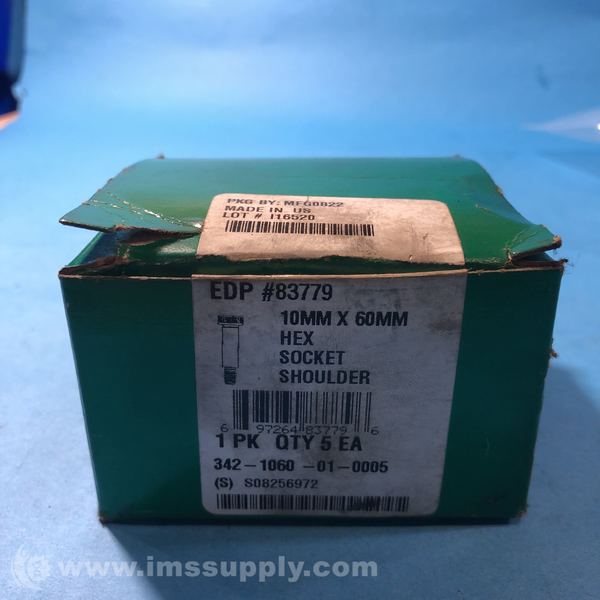 PKG BY: MFG0822
MADE IN US
LOT # I16520
EDP #83779
10MM X 60MM
HEX
SOCKET
SHOULDER
6 97264 83779 6
1 PK QTY 5 EA
342-1060-01-0005
(S) S08256972
www.imssupply.com